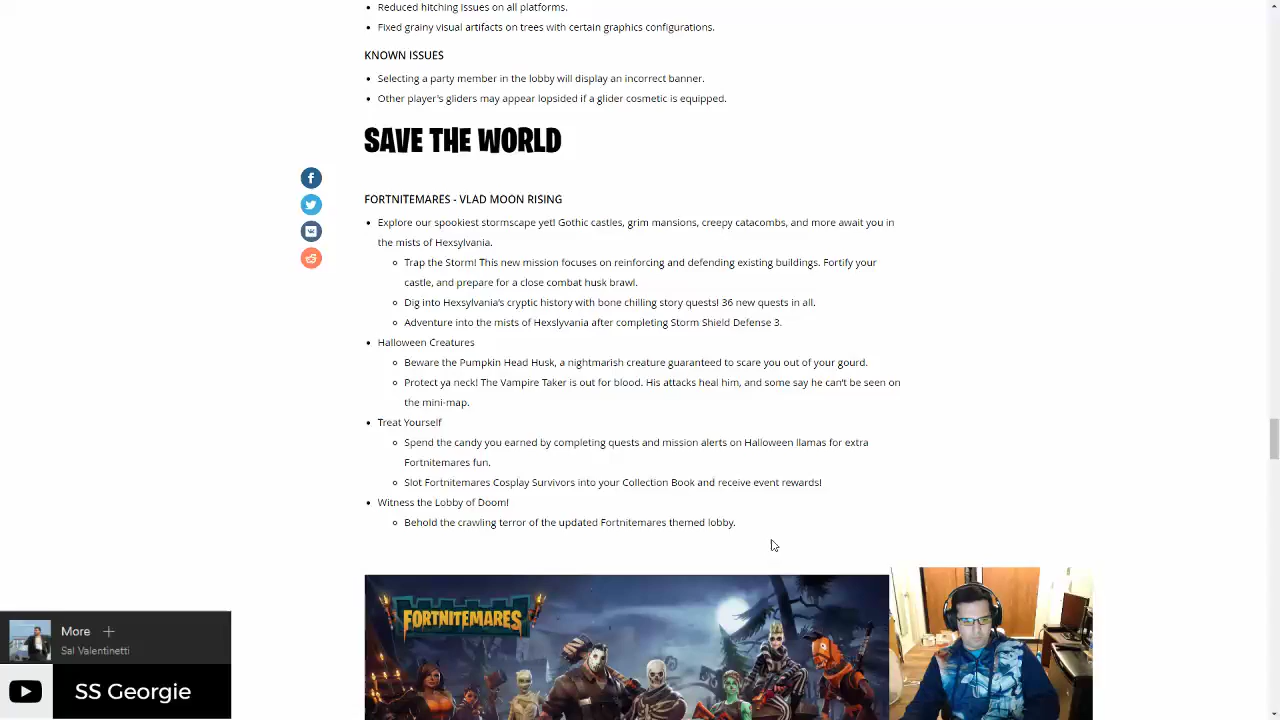 Reduced hitching issues on all platforms.
Fixed grainy visual artifacts on trees with certain graphics configurations.
KNOWN ISSUES
Selecting a party member in the lobby will display an incorrect banner.
Other player's gliders may appear lopsided if a glider cosmetic is equipped.
SAVE THE WORLD
FORTNITEMARES - VLAD MOON RISING
Explore our spookiest stormscape yet! Gothic castles, grim mansions, creepy catacombs, and more await you in
the mists of Hexsylvania.
Trap the Storm! This new mission focuses on reinforcing and defending existing buildings. Fortify your
castle, and prepare for a close combat husk brawl.
Dig into Hexsylvania's cryptic history with bone chilling story quests! 36 new quests in all.
Adventure into the mists of Hexslyvania after completing Storm Shield Defense 3.
Halloween Creatures
Beware the Pumpkin Head Husk, a nightmarish creature guaranteed to scare you out of your gourd.
Protect ya neck! The Vampire Taker is out for blood. His attacks heal him, and some say he can't be seen on
the mini-map.
Treat Yourself
Spend the candy you earned by completing quests and mission alerts on Halloween llamas for extra
Fortnitemares fun.
Slot Fortnitemares Cosplay Survivors into your Collection Book and receive event rewards!
Witness the Lobby of Doom!
Behold the crawling terror of the updated Fortnitemares themed lobby.
FORTNITEMARES
More
Sal Valentinetti
SS Georgie